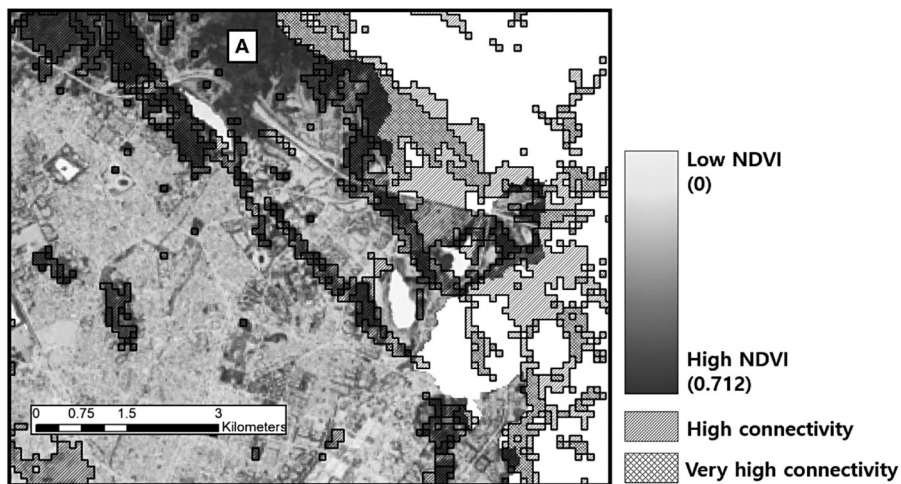 A
Low NDVI
(0)
High NDVI
(0.712)
High connectivity
Very high connectivity
0 0.75 1.5 3
Kilometers